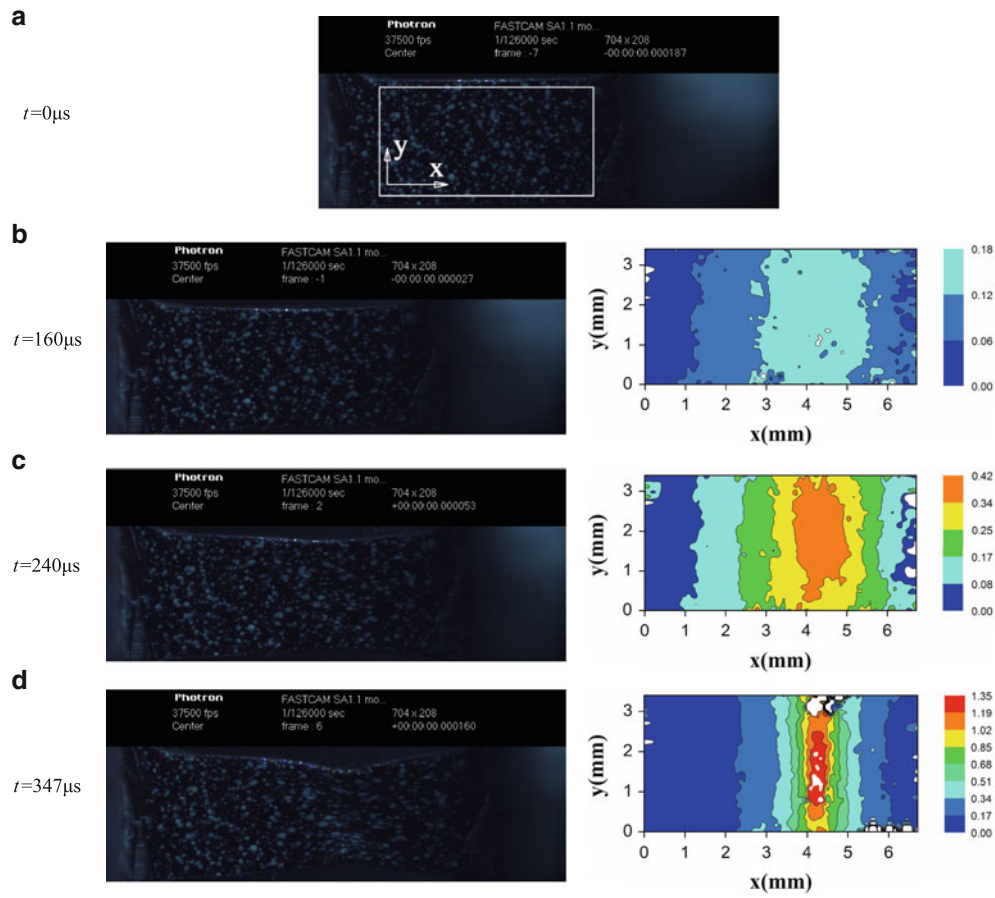 a
Photron FASTCAM SA1.1 mo...
37500 fps 1/126000 sec 704 x 208
Center frame : -7 -00:00:00.000187
t=0μs
y
x
b
Photron FASTCAM SA1.1 mo...
37500 fps 1/126000 sec 704 x 208
Center frame : -1 -00:00:00.000027
t=160μs
y(mm)
3
2
1
0
0 1 2 3 4 5 6
x(mm)
0.18
0.12
0.06
0.00
c
Photron FASTCAM SA1.1 mo...
37500 fps 1/126000 sec 704 x 208
Center frame : 2 +00:00:00.000053
t=240μs
y(mm)
3
2
1
0
0 1 2 3 4 5 6
x(mm)
0.42
0.34
0.25
0.17
0.08
0.00
d
Photron FASTCAM SA1.1 mo...
37500 fps 1/126000 sec 704 x 208
Center frame : 6 +00:00:00.000160
t=347μs
y(mm)
3
2
1
0
0 1 2 3 4 5 6
x(mm)
1.35
1.19
1.02
0.85
0.68
0.51
0.34
0.17
0.00